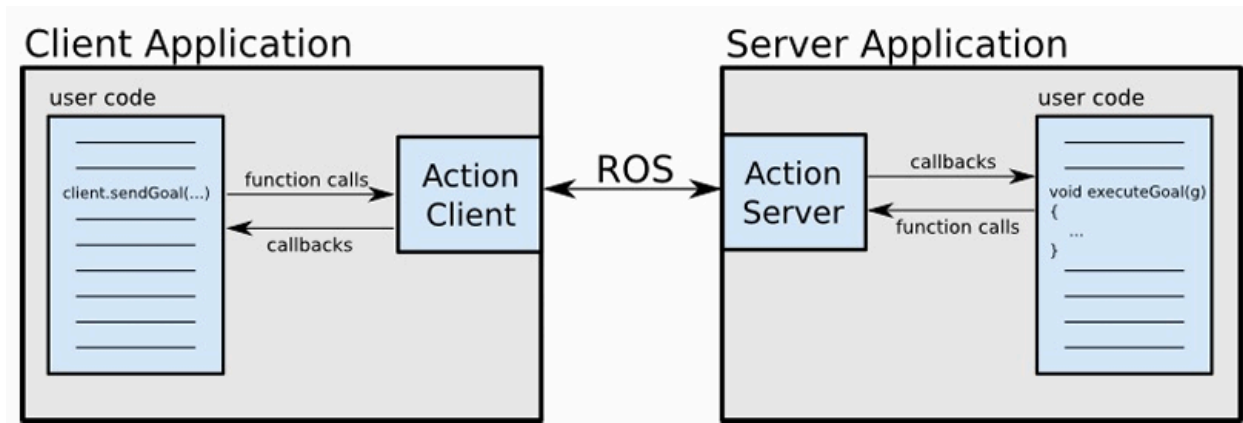 Client Application
user code
client.sendGoal(...)
function calls
callbacks
Action
Client
ROS
Server Application
Action
Server
callbacks
function calls
user code
void executeGoal(g)
{
...
}